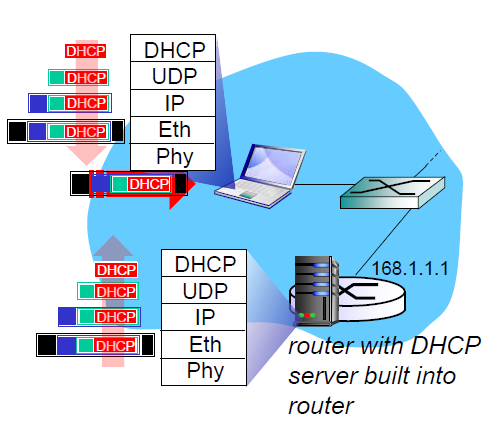 DHCP
DHCP
DHCP
DHCP
DHCP
DHCP
UDP
IP
Eth
Phy
DHCP
DHCP
DHCP
DHCP
DHCP
UDP
IP
Eth
Phy
168.1.1.1
router with DHCP
server built into
router